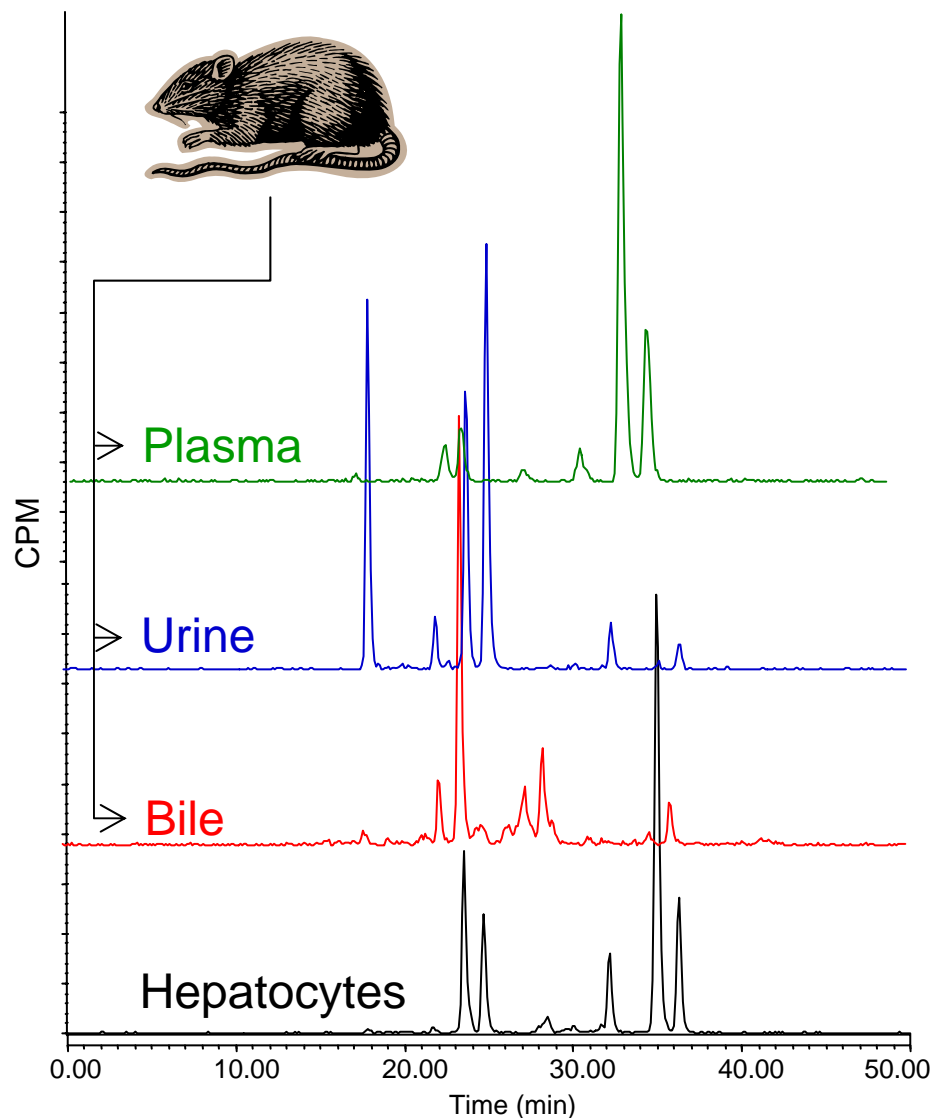 Plasma
CPM
Urine
Bile
Hepatocytes
0.00 10.00 20.00 30.00 40.00 50.00
Time (min)